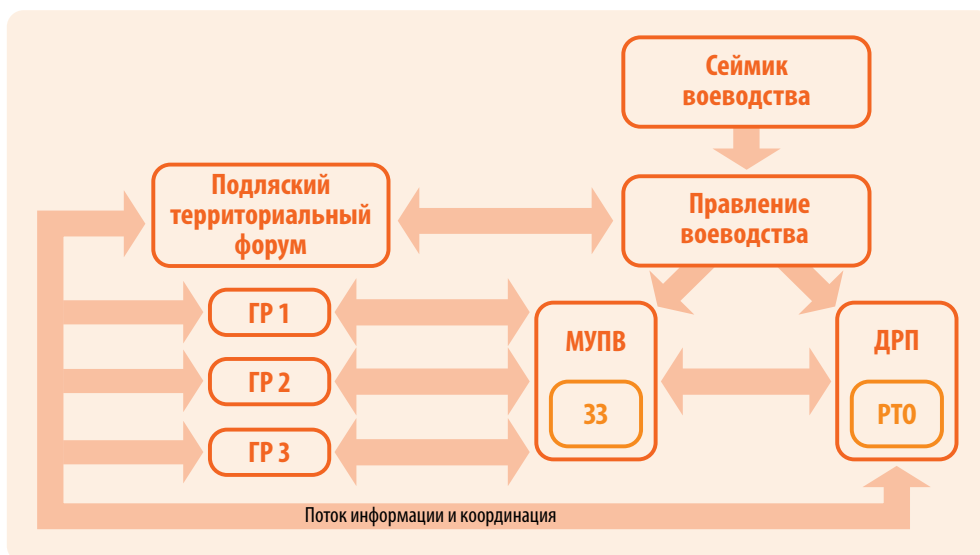 Сеймик
воеводства
Подляский
территориальный
форум
Правление
воеводства
ГР 1
ГР 2
ГР 3
МУПВ
ЗЗ
ДРП
РТО
Поток информации и координация